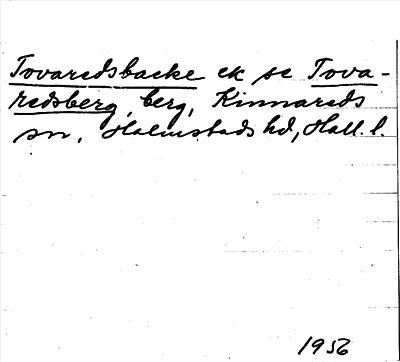 Tovaredsbacke ek se Tova-
redsberg, berg, Kinnareds
sn, Halmstads hd, Hall. l.
1956